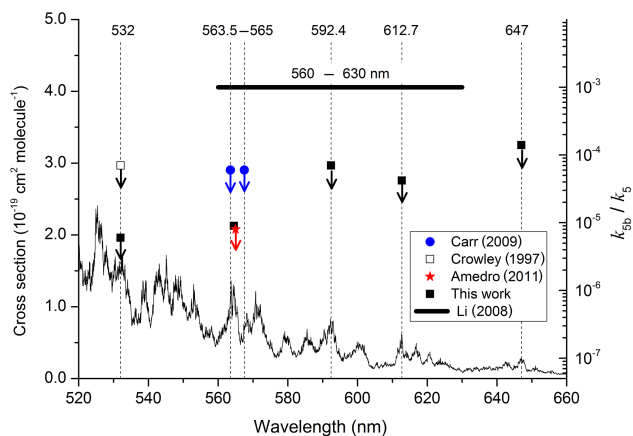 532 563.5–565 592.4 612.7 647
560 – 630 nm
5.0
4.0
3.0
2.0
1.0
0.0
Cross section (10⁻¹⁹ cm² molecule⁻¹)
10⁻³
10⁻⁴
10⁻⁵
10⁻⁶
10⁻⁷
k5b / k5
Carr (2009)
Crowley (1997)
Amedro (2011)
This work
Li (2008)
520 540 560 580 600 620 640 660
Wavelength (nm)